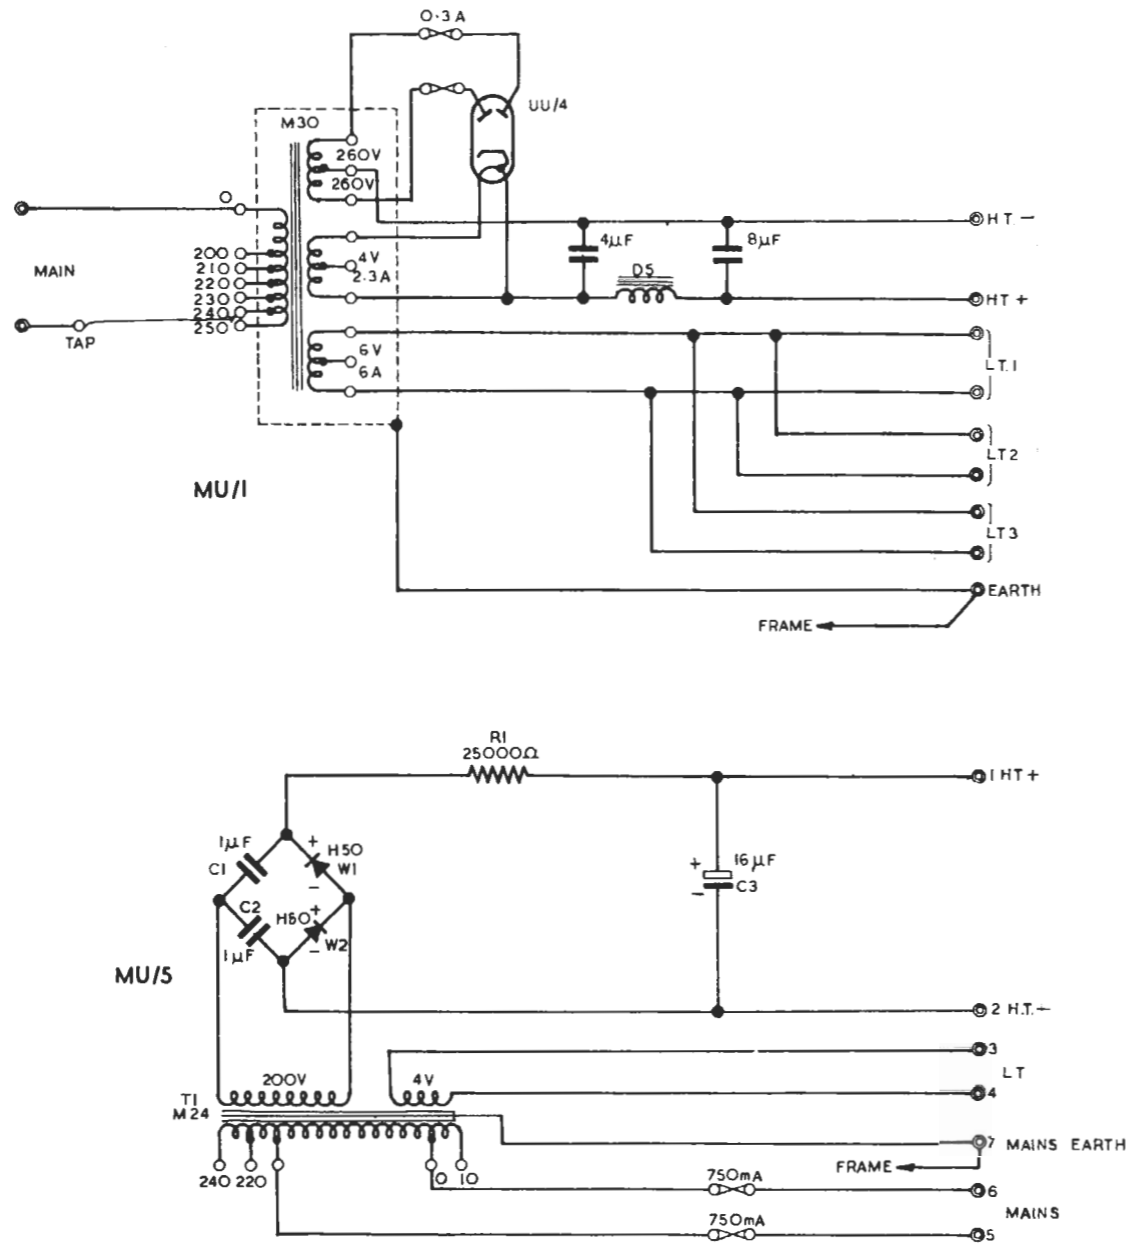 0·3A
UU/4
M30
260V
260V
0
200
210
220
230
240
250
MAIN
TAP
4V
2.3A
6V
6A
4µF
8µF
D5
HT.-
HT+
LT.1
LT2
LT3
EARTH
FRAME
MU/1
R1
25000Ω
1 HT+
1µF
C1
+
H50
W1
-
C2
1µF
+
W2
-
+
16µF
-
C3
MU/5
2 H.T.-
3
LT
4
200V
4V
T1
M24
7 MAINS EARTH
FRAME
240
220
0
10
750mA
6
MAINS
750mA
5